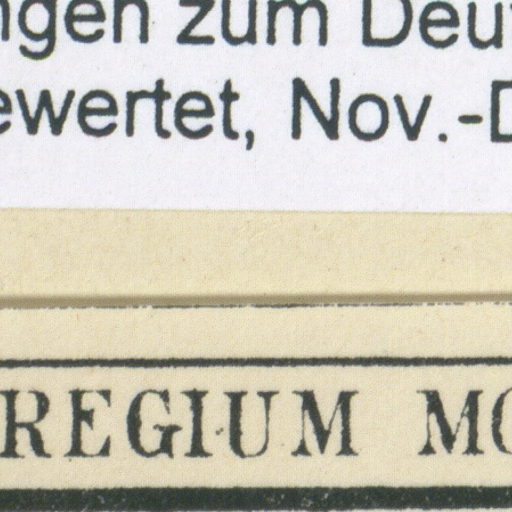 ngen zum Deut
ewertet, Nov.-D
REGIUM MO